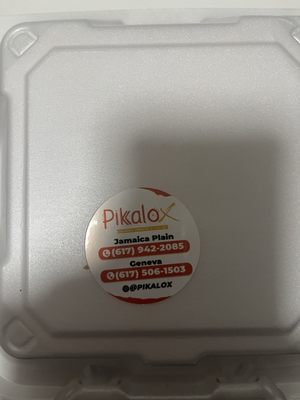 Pikalox
Jamaica Plain
(617) 942-2085
Geneva
(617) 506-1503
@PIKALOX